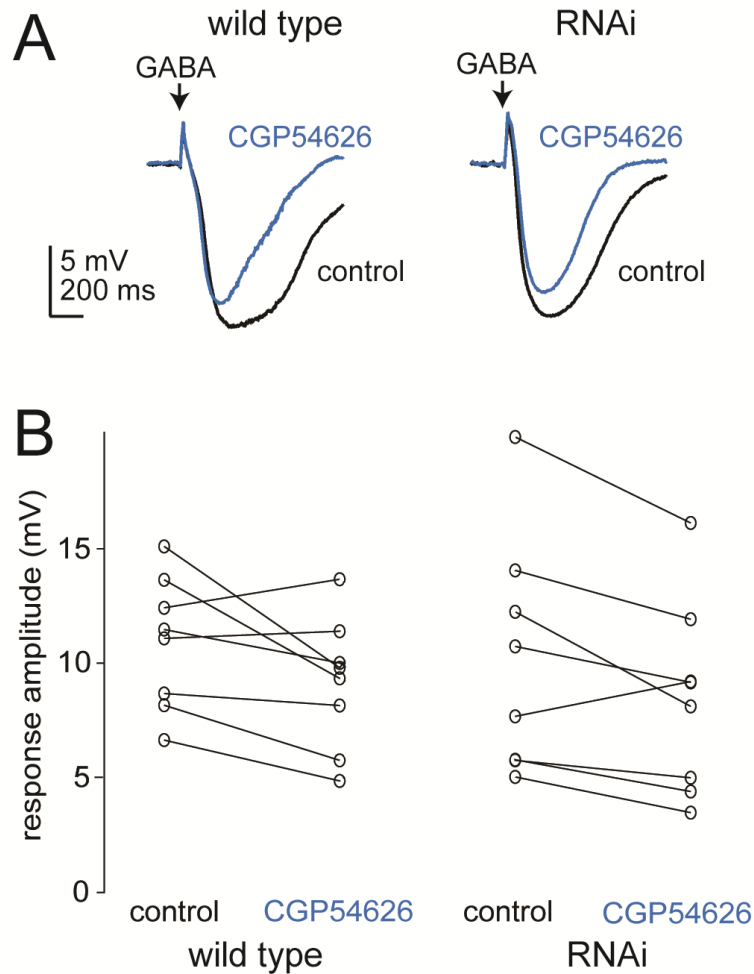 A
wild type
RNAi
GABA
GABA
CGP54626
CGP54626
5 mV
200 ms
control
control
B
response amplitude (mV)
15
10
5
0
control
CGP54626
control
CGP54626
wild type
RNAi